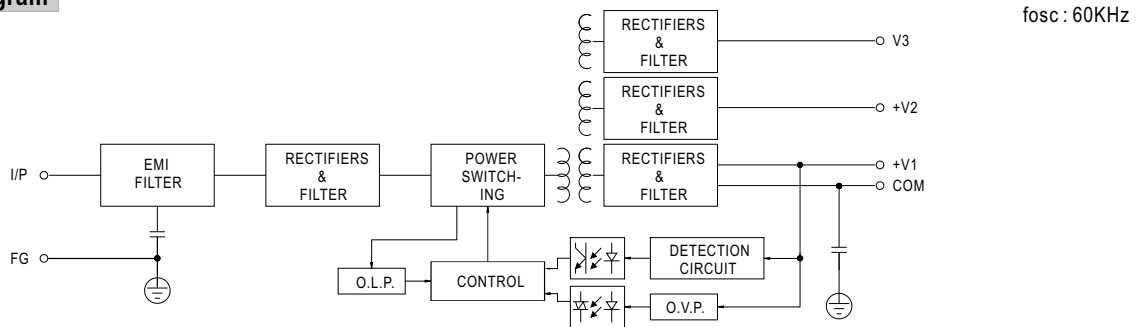 gram
fosc : 60KHz
RECTIFIERS
&
FILTER
V3
RECTIFIERS
&
FILTER
+V2
I/P
EMI
FILTER
RECTIFIERS
&
FILTER
POWER
SWITCH-
ING
RECTIFIERS
&
FILTER
+V1
COM
FG
O.L.P.
CONTROL
DETECTION
CIRCUIT
O.V.P.